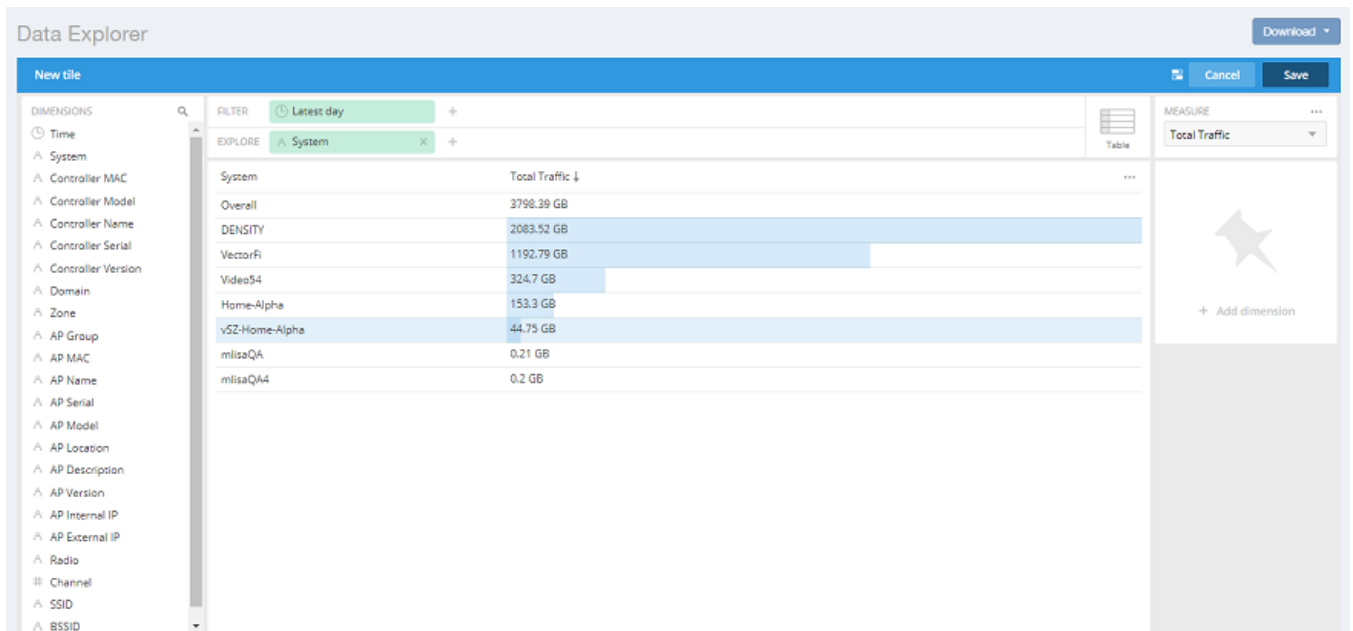 Data Explorer
Download
New tile
Cancel
Save
DIMENSIONS
Time
System
Controller MAC
Controller Model
Controller Name
Controller Serial
Controller Version
Domain
Zone
AP Group
AP MAC
AP Name
AP Serial
AP Model
AP Location
AP Description
AP Version
AP Internal IP
AP External IP
Radio
Channel
SSID
BSSID
FILTER Latest day +
EXPLORE System × +
Table
System Total Traffic ↓ ...
Overall 3798.39 GB
DENSITY 2083.52 GB
VectorFi 1192.79 GB
Video54 324.7 GB
Home-Alpha 153.3 GB
vSZ-Home-Alpha 44.75 GB
mlisaQA 0.21 GB
mlisaQA4 0.2 GB
MEASURE ...
Total Traffic
+ Add dimension